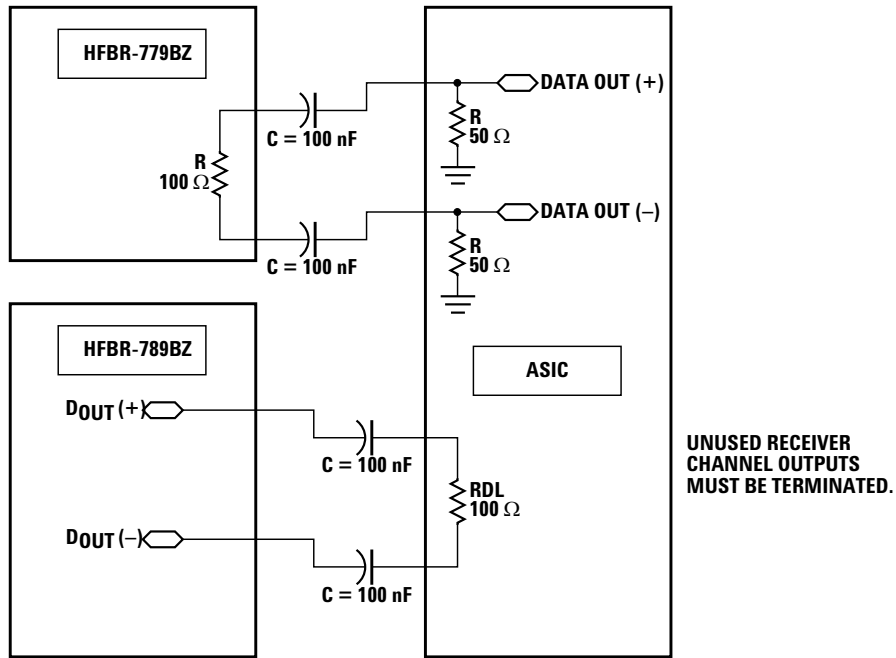 HFBR-779BZ
C = 100 nF
R
100 Ω
C = 100 nF
DATA OUT (+)
R
50 Ω
DATA OUT (–)
R
50 Ω
HFBR-789BZ
DOUT (+)
C = 100 nF
DOUT (–)
C = 100 nF
ASIC
RDL
100 Ω
UNUSED RECEIVER
CHANNEL OUTPUTS
MUST BE TERMINATED.